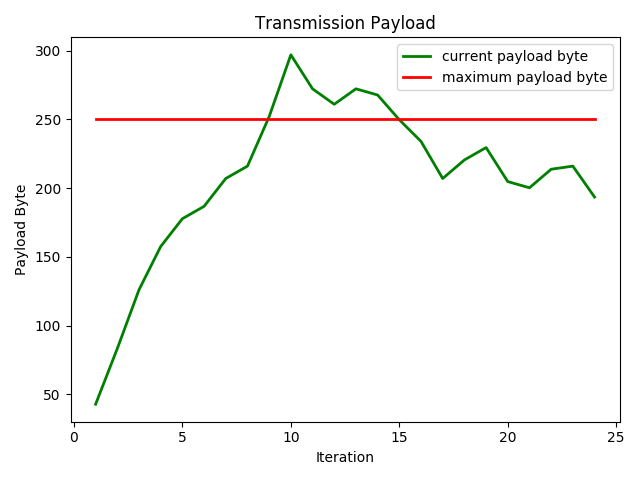 Transmission Payload
current payload byte
maximum payload byte
300
250
200
150
100
50
Payload Byte
0 5 10 15 20 25
Iteration